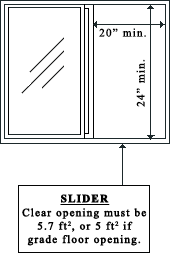 20” min.
24” min.
SLIDER
Clear opening must be
5.7 ft², or 5 ft² if
grade floor opening.